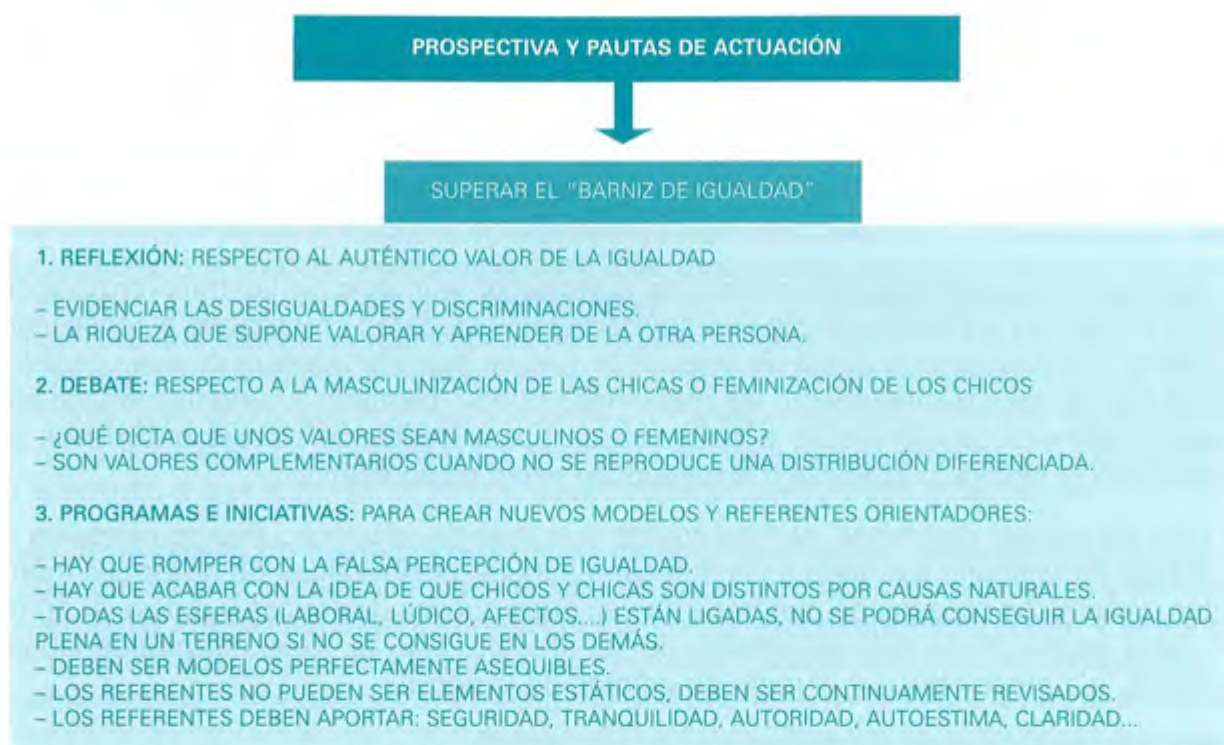 PROSPECTIVA Y PAUTAS DE ACTUACIÓN
SUPERAR EL "BARNIZ DE IGUALDAD"
1. REFLEXIÓN: RESPECTO AL AUTÉNTICO VALOR DE LA IGUALDAD
– EVIDENCIAR LAS DESIGUALDADES Y DISCRIMINACIONES.
– LA RIQUEZA QUE SUPONE VALORAR Y APRENDER DE LA OTRA PERSONA.
2. DEBATE: RESPECTO A LA MASCULINIZACIÓN DE LAS CHICAS O FEMINIZACIÓN DE LOS CHICOS
– ¿QUÉ DICTA QUE UNOS VALORES SEAN MASCULINOS O FEMENINOS?
– SON VALORES COMPLEMENTARIOS CUANDO NO SE REPRODUCE UNA DISTRIBUCIÓN DIFERENCIADA.
3. PROGRAMAS E INICIATIVAS: PARA CREAR NUEVOS MODELOS Y REFERENTES ORIENTADORES:
– HAY QUE ROMPER CON LA FALSA PERCEPCIÓN DE IGUALDAD.
– HAY QUE ACABAR CON LA IDEA DE QUE CHICOS Y CHICAS SON DISTINTOS POR CAUSAS NATURALES.
– TODAS LAS ESFERAS (LABORAL, LÚDICO, AFECTOS....) ESTÁN LIGADAS, NO SE PODRÁ CONSEGUIR LA IGUALDAD
PLENA EN UN TERRENO SI NO SE CONSIGUE EN LOS DEMÁS.
– DEBEN SER MODELOS PERFECTAMENTE ASEQUIBLES.
– LOS REFERENTES NO PUEDEN SER ELEMENTOS ESTÁTICOS, DEBEN SER CONTINUAMENTE REVISADOS.
– LOS REFERENTES DEBEN APORTAR: SEGURIDAD, TRANQUILIDAD, AUTORIDAD, AUTOESTIMA, CLARIDAD...